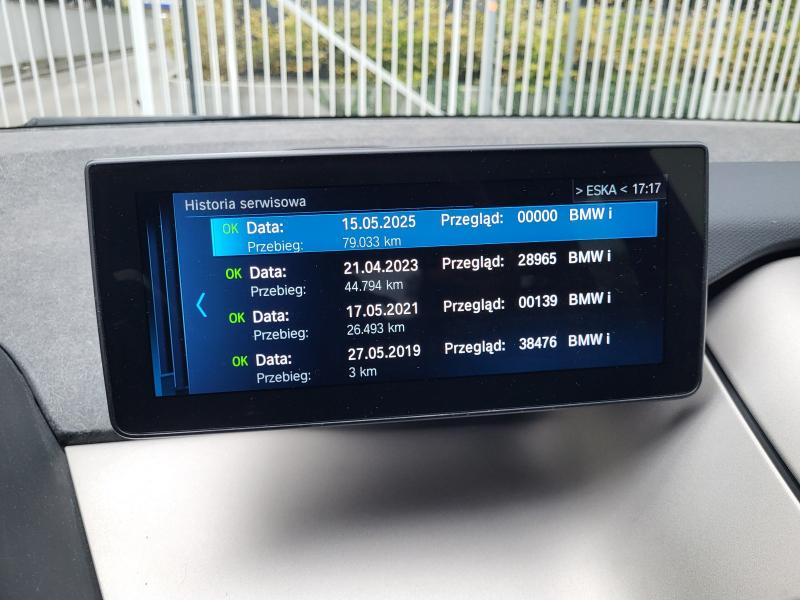 > ESKA < 17:17
Historia serwisowa
OK Data: 15.05.2025 Przegląd: 00000 BMW i
Przebieg: 79.033 km
OK Data: 21.04.2023 Przegląd: 28965 BMW i
Przebieg: 44.794 km
OK Data: 17.05.2021 Przegląd: 00139 BMW i
Przebieg: 26.493 km
OK Data: 27.05.2019 Przegląd: 38476 BMW i
Przebieg: 3 km